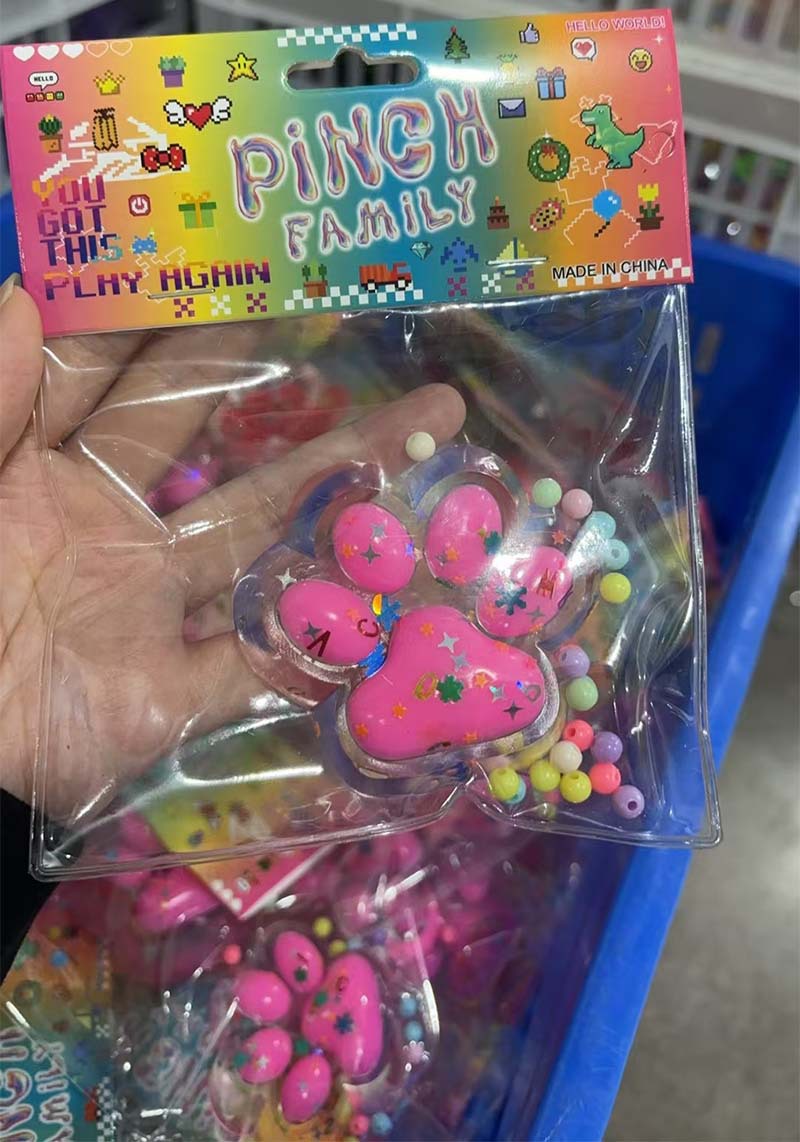 HELLO WORLD!
HELLO
PINCH
FAMILY
YOU
GOT
THIS
PLAY AGAIN
MADE IN CHINA